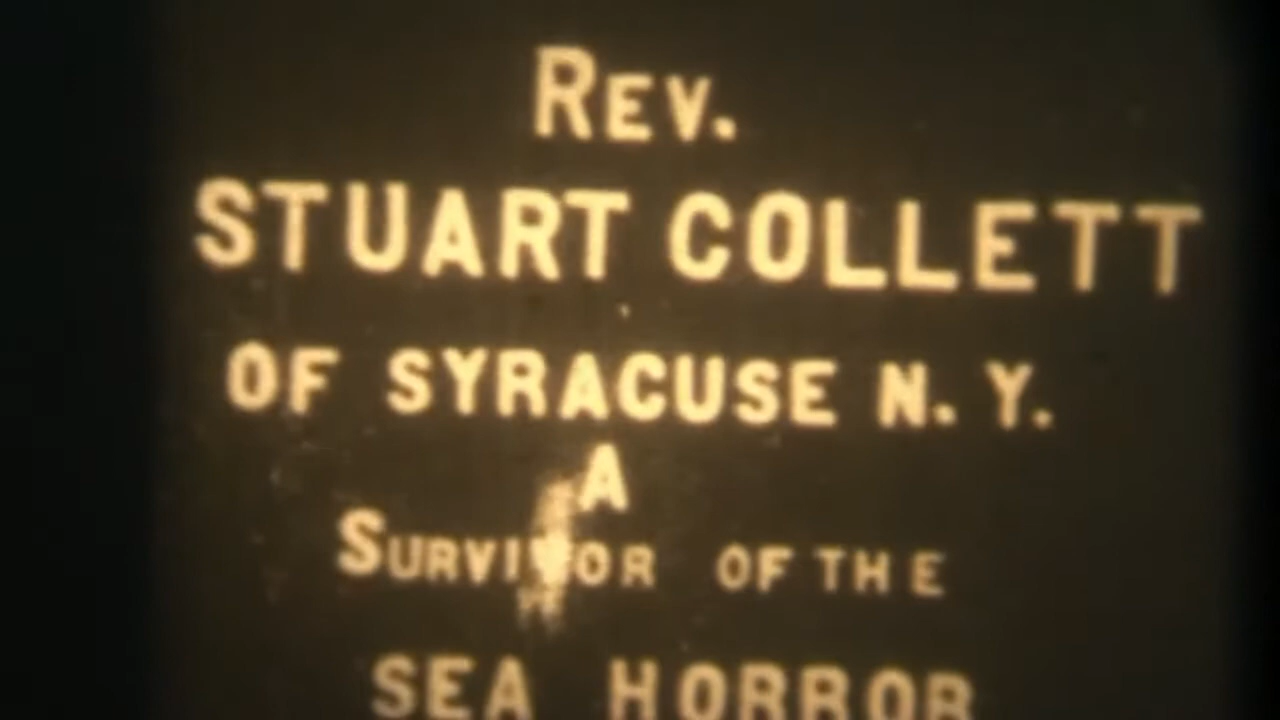 REV.
STUART COLLETT
OF SYRACUSE N. Y.
A
SURVIVOR OF THE
SEA HORROR